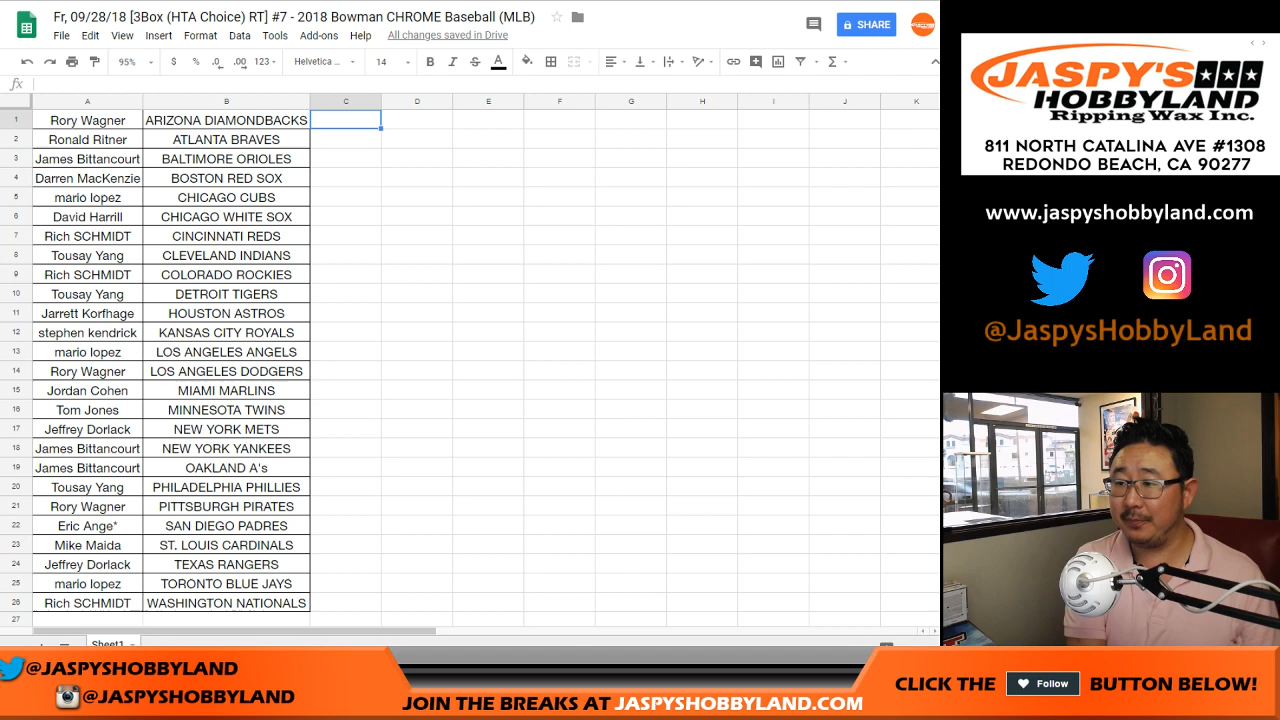 Fr, 09/28/18 [3Box (HTA Choice) RT] #7 - 2018 Bowman CHROME Baseball (MLB)
File Edit View Insert Format Data Tools Add-ons Help All changes saved in Drive
SHARE
95% $ % .0 .00 123 Helvetica ... 14 B I S A
fx
A B C D E F G H I J K
1 Rory Wagner ARIZONA DIAMONDBACKS
2 Ronald Ritner ATLANTA BRAVES
3 James Bittancourt BALTIMORE ORIOLES
4 Darren MacKenzie BOSTON RED SOX
5 mario lopez CHICAGO CUBS
6 David Harrill CHICAGO WHITE SOX
7 Rich SCHMIDT CINCINNATI REDS
8 Tousay Yang CLEVELAND INDIANS
9 Rich SCHMIDT COLORADO ROCKIES
10 Tousay Yang DETROIT TIGERS
11 Jarrett Korfhage HOUSTON ASTROS
12 stephen kendrick KANSAS CITY ROYALS
13 mario lopez LOS ANGELES ANGELS
14 Rory Wagner LOS ANGELES DODGERS
15 Jordan Cohen MIAMI MARLINS
16 Tom Jones MINNESOTA TWINS
17 Jeffrey Dorlack NEW YORK METS
18 James Bittancourt NEW YORK YANKEES
19 James Bittancourt OAKLAND A's
20 Tousay Yang PHILADELPHIA PHILLIES
21 Rory Wagner PITTSBURGH PIRATES
22 Eric Ange* SAN DIEGO PADRES
23 Mike Maida ST. LOUIS CARDINALS
24 Jeffrey Dorlack TEXAS RANGERS
25 mario lopez TORONTO BLUE JAYS
26 Rich SCHMIDT WASHINGTON NATIONALS
27
Sheet1
JASPY'S
HOBBYLAND
Ripping Wax Inc.
811 NORTH CATALINA AVE #1308
REDONDO BEACH, CA 90277
www.jaspyshobbyland.com
@JaspysHobbyLand
@JASPYSHOBBYLAND
@JASPYSHOBBYLAND
JOIN THE BREAKS AT JASPYSHOBBYLAND.COM
CLICK THE Follow BUTTON BELOW!